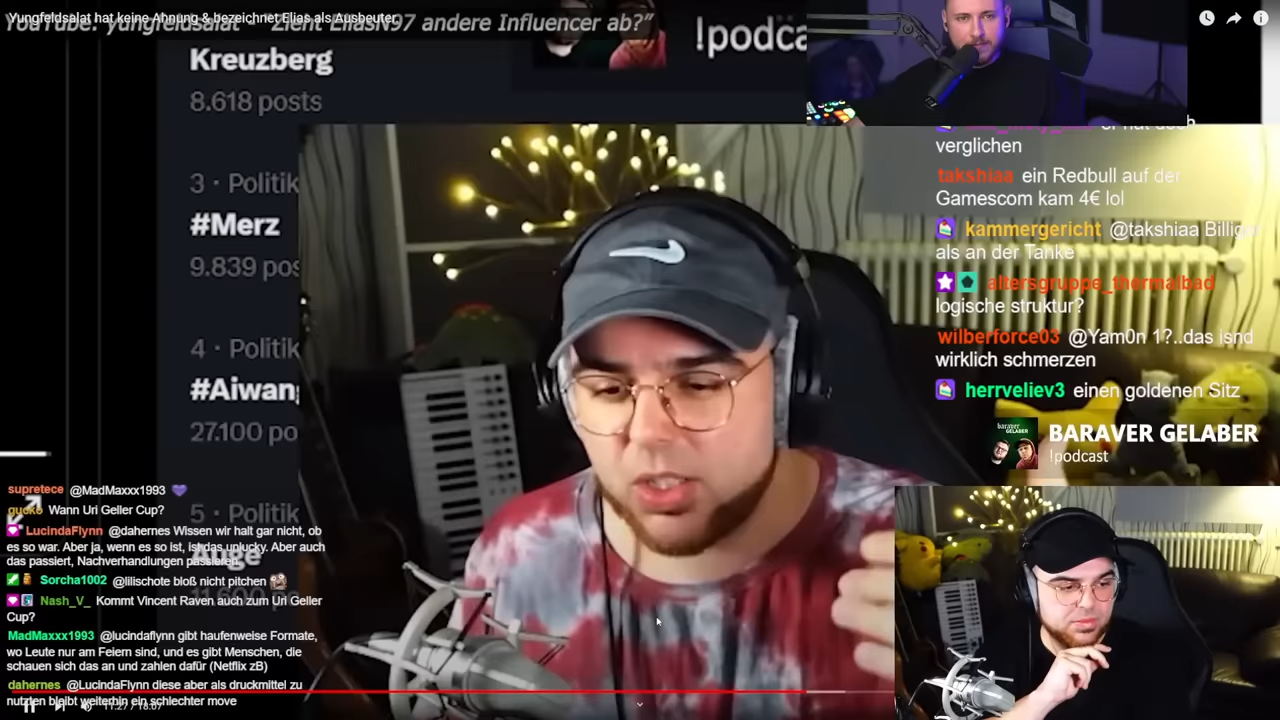 Yungfeldsalat hat keine Ahnung & bezeichnet Elias als Ausbeuter
YouTube: yungfeldsalat "Zieht EliasN97 andere Influencer ab?"
!podca
Kreuzberg
8.618 posts
3 · Politik
#Merz
9.839 pos
4 · Politik
#Aiwang
27.100 po
5 · Politik
verglichen
takshiaa ein Redbull auf der
Gamescom kam 4€ lol
kammergericht @takshiaa Billiger
als an der Tanke
altersgruppe_thermalbad
logische struktur?
wilberforce03 @Yam0n 1?..das isnd
wirklich schmerzen
herrveliev3 einen goldenen Sitz
BARAVER GELABER
!podcast
supretece @MadMaxxx1993
gucko Wann Uri Geller Cup?
LucindaFlynn @dahernes Wissen wir halt gar nicht, ob
es so war. Aber ja, wenn es so ist, ist das unlucky. Aber auch
das passiert, Nachverhandlungen passieren
Sorcha1002 @lilischote bloß nicht pitchen
Nash_V_ Kommt Vincent Raven auch zum Uri Geller
Cup?
MadMaxxx1993 @lucindaflynn gibt haufenweise Formate,
wo Leute nur am Feiern sind, und es gibt Menschen, die
schauen sich das an und zahlen dafür (Netflix zB)
dahernes @LucindaFlynn diese aber als druckmittel zu
nutzten bleibt weiterhin ein schlechter move